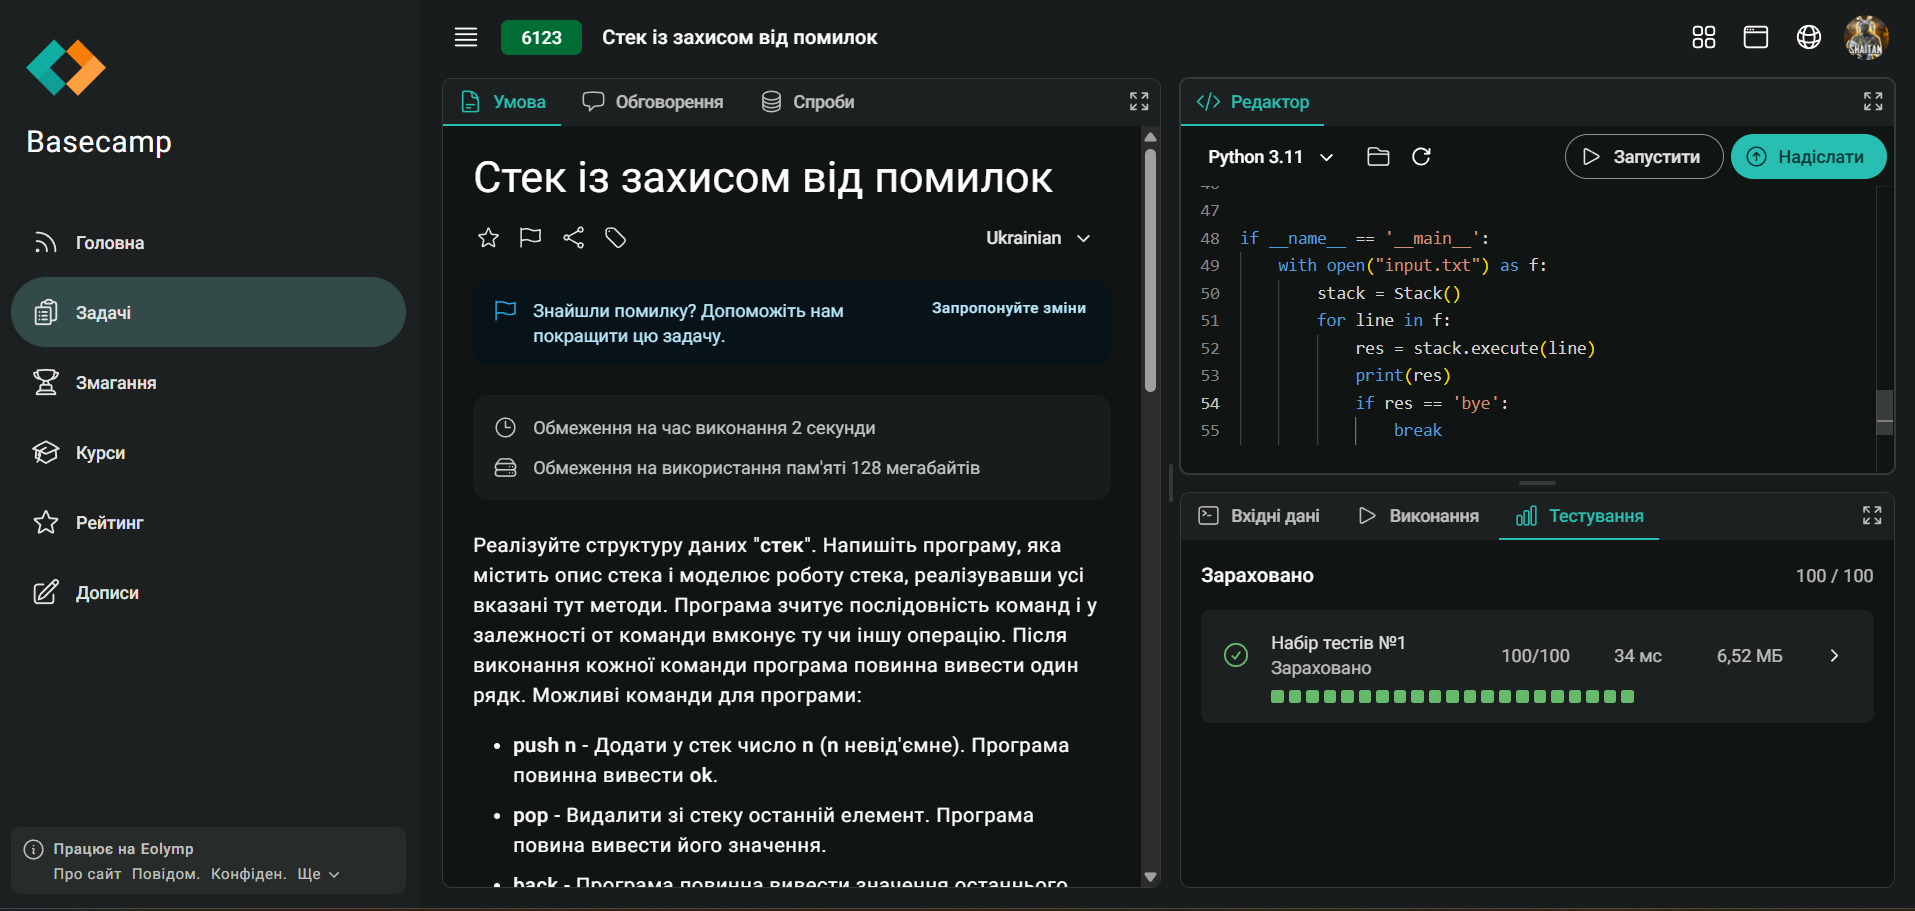 Basecamp
Головна
Задачі
Змагання
Курси
Рейтинг
Дописи
Працює на Eolymp
Про сайт Повідом. Конфіден. Ще
6123 Стек із захисом від помилок
SHAITAN
Умова Обговорення Спроби
Стек із захисом від помилок
Ukrainian
Знайшли помилку? Допоможіть нам
покращити цю задачу.
Запропонуйте зміни
Обмеження на час виконання 2 секунди
Обмеження на використання пам'яті 128 мегабайтів
Реалізуйте структуру даних "стек". Напишіть програму, яка
містить опис стека і моделює роботу стека, реалізувавши усі
вказані тут методи. Програма зчитує послідовність команд і у
залежності от команди вмконує ту чи іншу операцію. Після
виконання кожної команди програма повинна вивести один
рядк. Можливі команди для програми:
• push n - Додати у стек число n (n невід'ємне). Програма
повинна вивести ok.
• pop - Видалити зі стеку останній елемент. Програма
повина вивести його значення.
• back - Програма повинна вивести значення останнього
Редактор
Python 3.11 Запустити Надіслати
46
47
48 if __name__ == '__main__':
49 with open("input.txt") as f:
50 stack = Stack()
51 for line in f:
52 res = stack.execute(line)
53 print(res)
54 if res == 'bye':
55 break
Вхідні дані Виконання Тестування
Зараховано 100 / 100
Набір тестів №1 100/100 34 мс 6,52 МБ
Зараховано